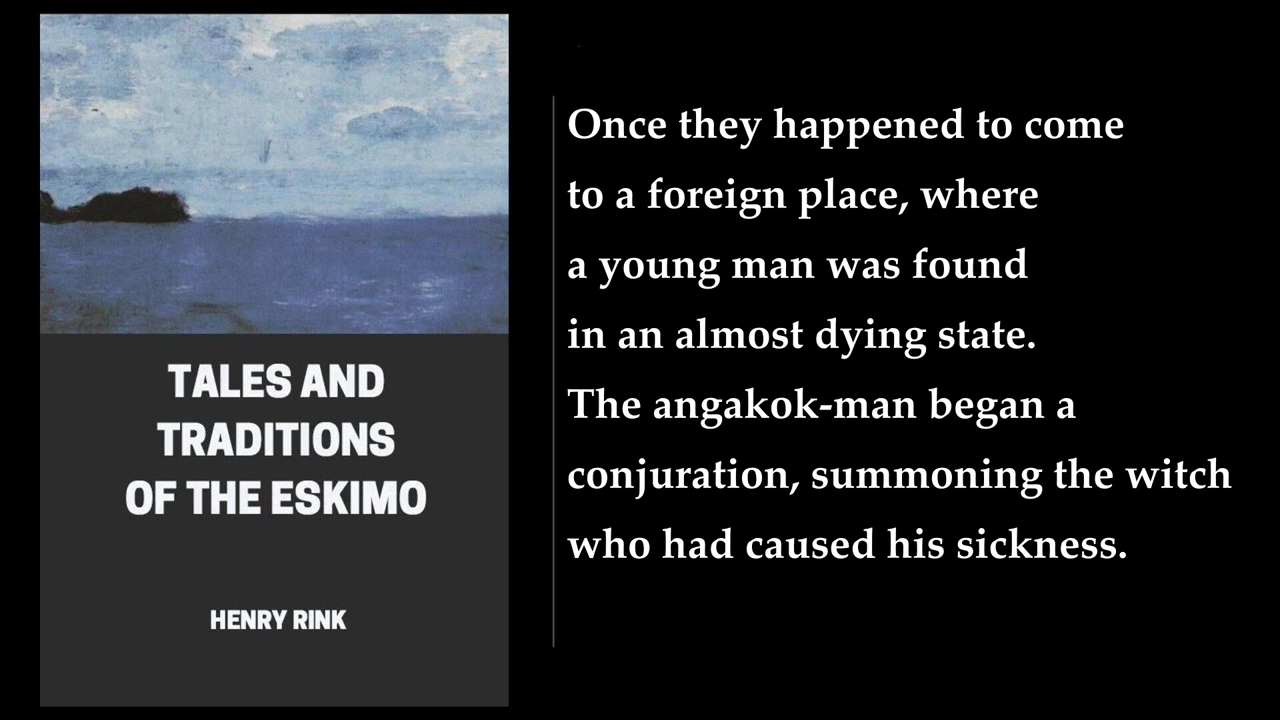 TALES AND
TRADITIONS
OF THE ESKIMO
HENRY RINK
Once they happened to come
to a foreign place, where
a young man was found
in an almost dying state.
The angakok-man began a
conjuration, summoning the witch
who had caused his sickness.